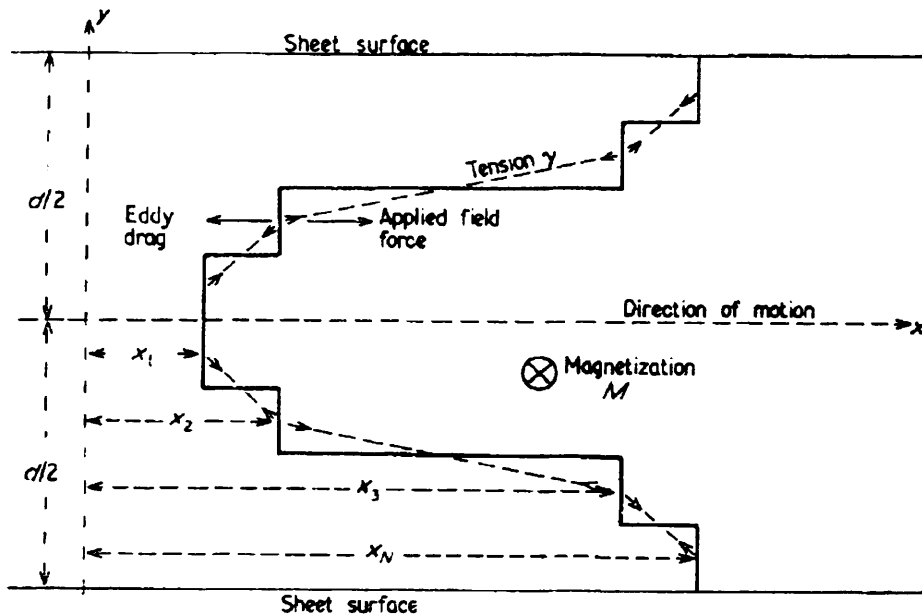 y
Sheet surface
d/2
Tension γ
Eddy drag
Applied field force
Direction of motion
x
x₁
Magnetization M
x₂
d/2
x₃
x_N
Sheet surface